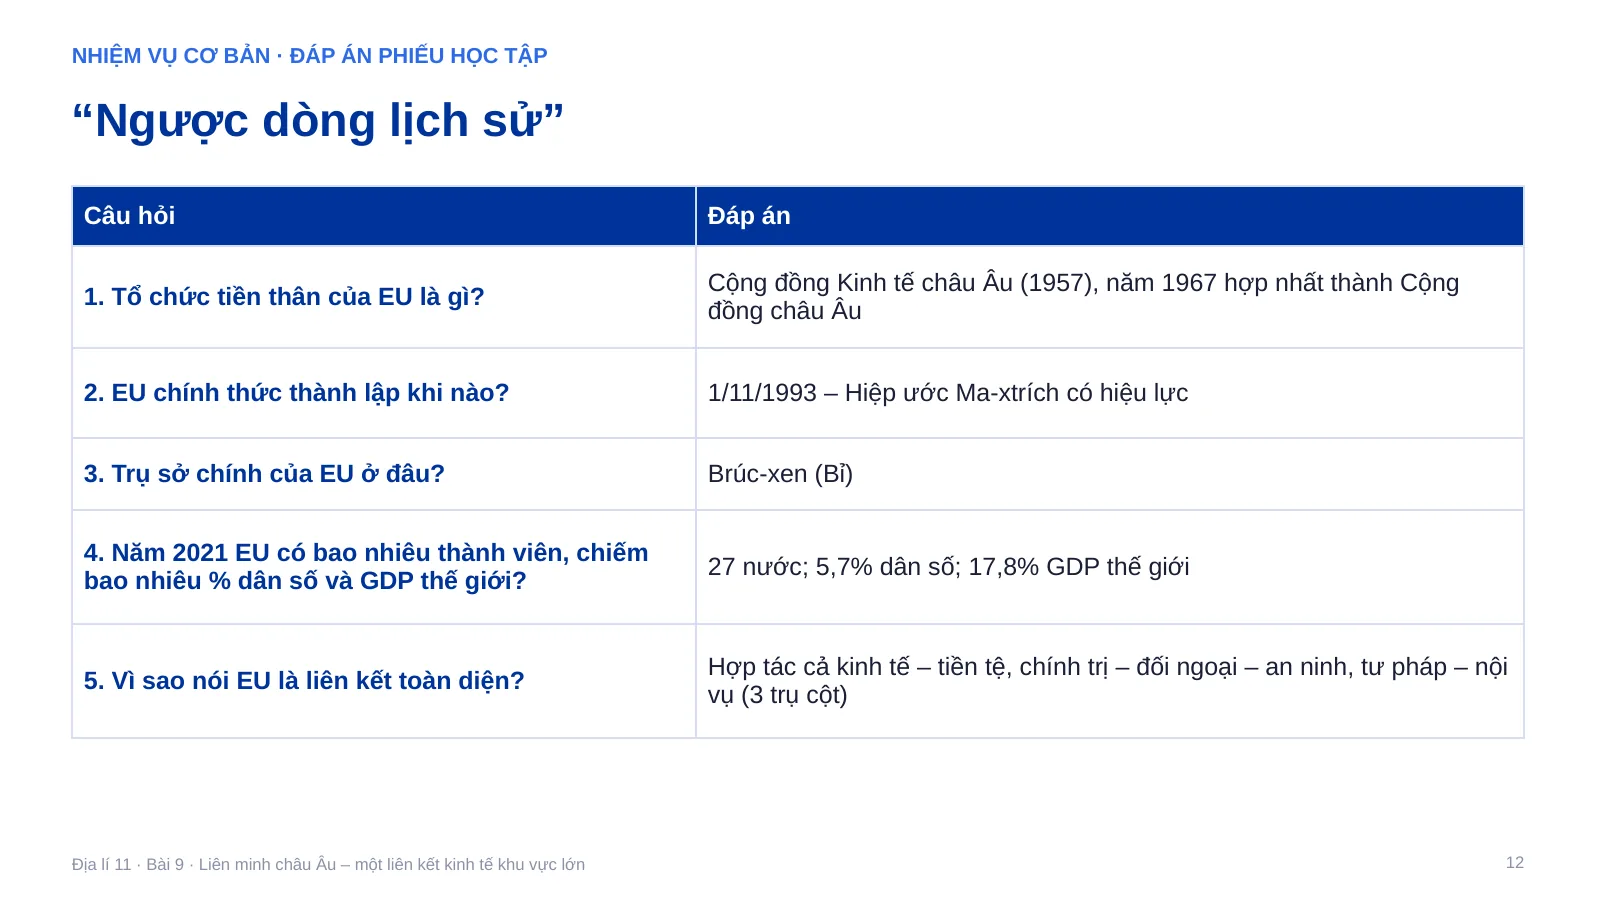 NHIỆM VỤ CƠ BẢN · ĐÁP ÁN PHIẾU HỌC TẬP
“Ngược dòng lịch sử”
Câu hỏi
Đáp án
1. Tổ chức tiền thân của EU là gì?
Cộng đồng Kinh tế châu Âu (1957), năm 1967 hợp nhất thành Cộng
đồng châu Âu
2. EU chính thức thành lập khi nào?
1/11/1993 – Hiệp ước Ma-xtrích có hiệu lực
3. Trụ sở chính của EU ở đâu?
Brúc-xen (Bỉ)
4. Năm 2021 EU có bao nhiêu thành viên, chiếm
bao nhiêu % dân số và GDP thế giới?
27 nước; 5,7% dân số; 17,8% GDP thế giới
5. Vì sao nói EU là liên kết toàn diện?
Hợp tác cả kinh tế – tiền tệ, chính trị – đối ngoại – an ninh, tư pháp – nội
vụ (3 trụ cột)
Địa lí 11 · Bài 9 · Liên minh châu Âu – một liên kết kinh tế khu vực lớn
12